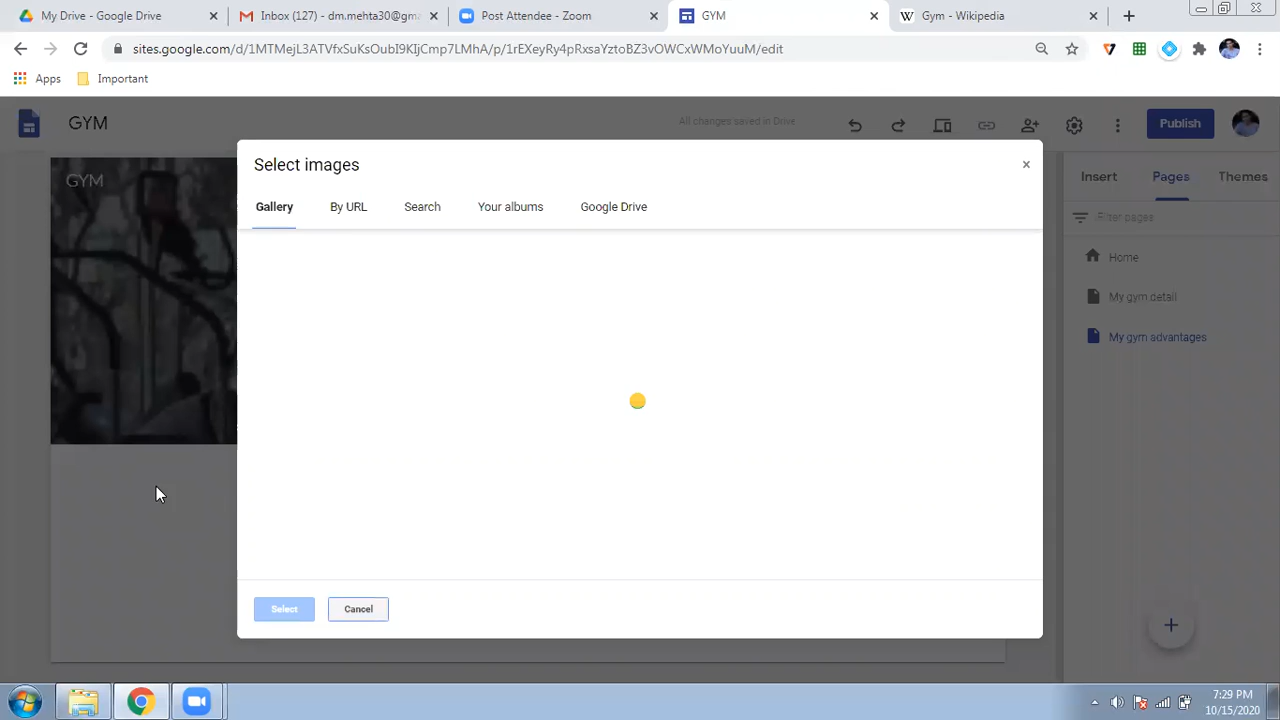 My Drive - Google Drive
Inbox (127) - dm.mehta30@g
Post Attendee - Zoom
GYM
Gym - Wikipedia
sites.google.com/d/1MTMejL3ATVfxSuKsOubI9KIjCmp7LMhA/p/1rEXeyRy4pRxsaYztoBZ3vOWCxWMoYuuM/edit
Apps
Important
GYM
All changes saved in Drive
Publish
GYM
Select images
Gallery
By URL
Search
Your albums
Google Drive
Select
Cancel
Insert
Pages
Themes
Filter pages
Home
My gym detail
My gym advantages
7:29 PM
10/15/2020